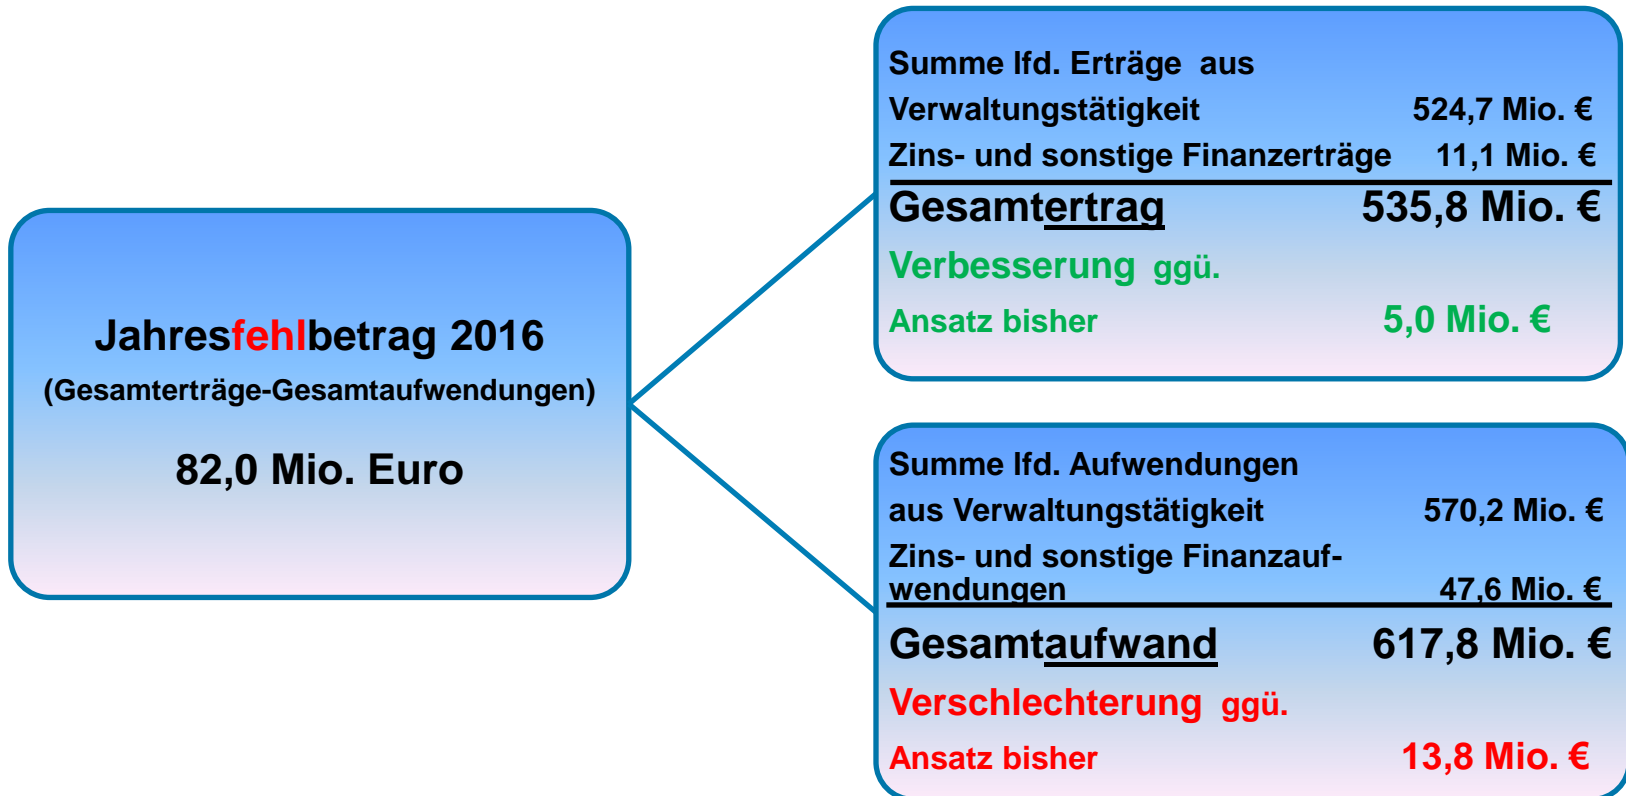 Jahresfehlbetrag 2016
(Gesamterträge-Gesamtaufwendungen)
82,0 Mio. Euro
Summe lfd. Erträge aus
Verwaltungstätigkeit 524,7 Mio. €
Zins- und sonstige Finanzerträge 11,1 Mio. €
Gesamtertrag 535,8 Mio. €
Verbesserung ggü.
Ansatz bisher 5,0 Mio. €
Summe lfd. Aufwendungen
aus Verwaltungstätigkeit 570,2 Mio. €
Zins- und sonstige Finanzauf-
wendungen 47,6 Mio. €
Gesamtaufwand 617,8 Mio. €
Verschlechterung ggü.
Ansatz bisher 13,8 Mio. €